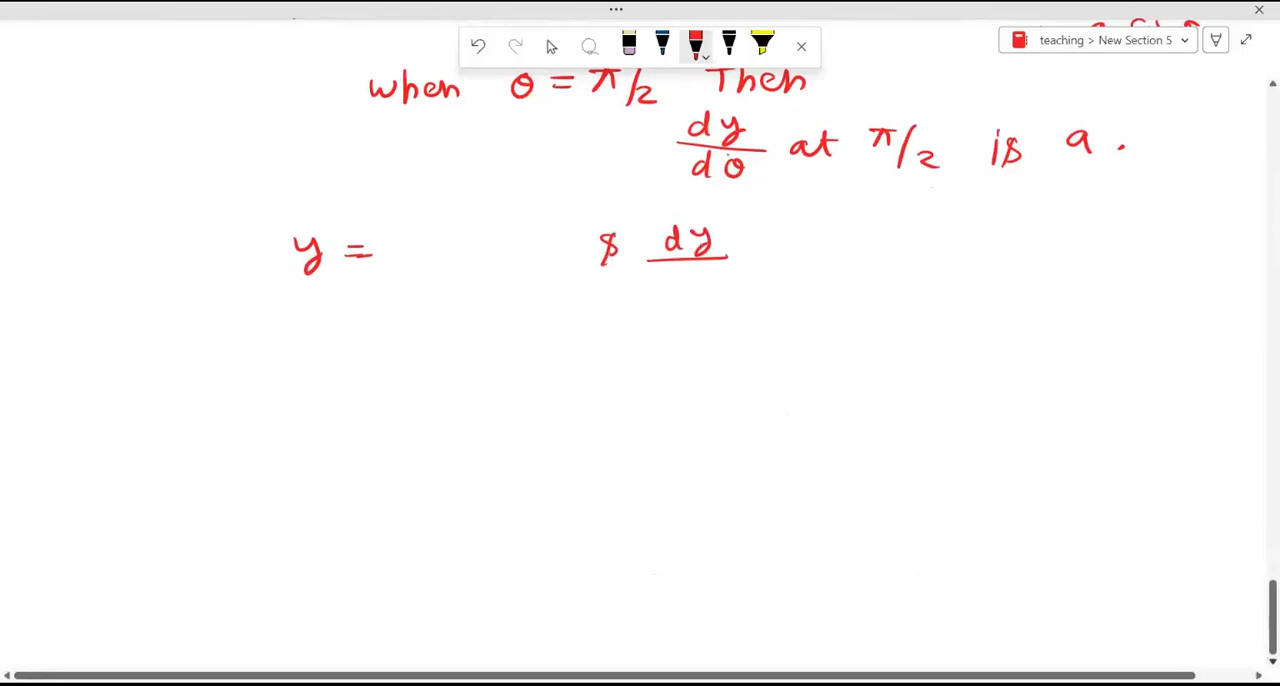 teaching > New Section 5
when θ = π/2 Then
dy/dθ at π/2 is a .
y = $ dy